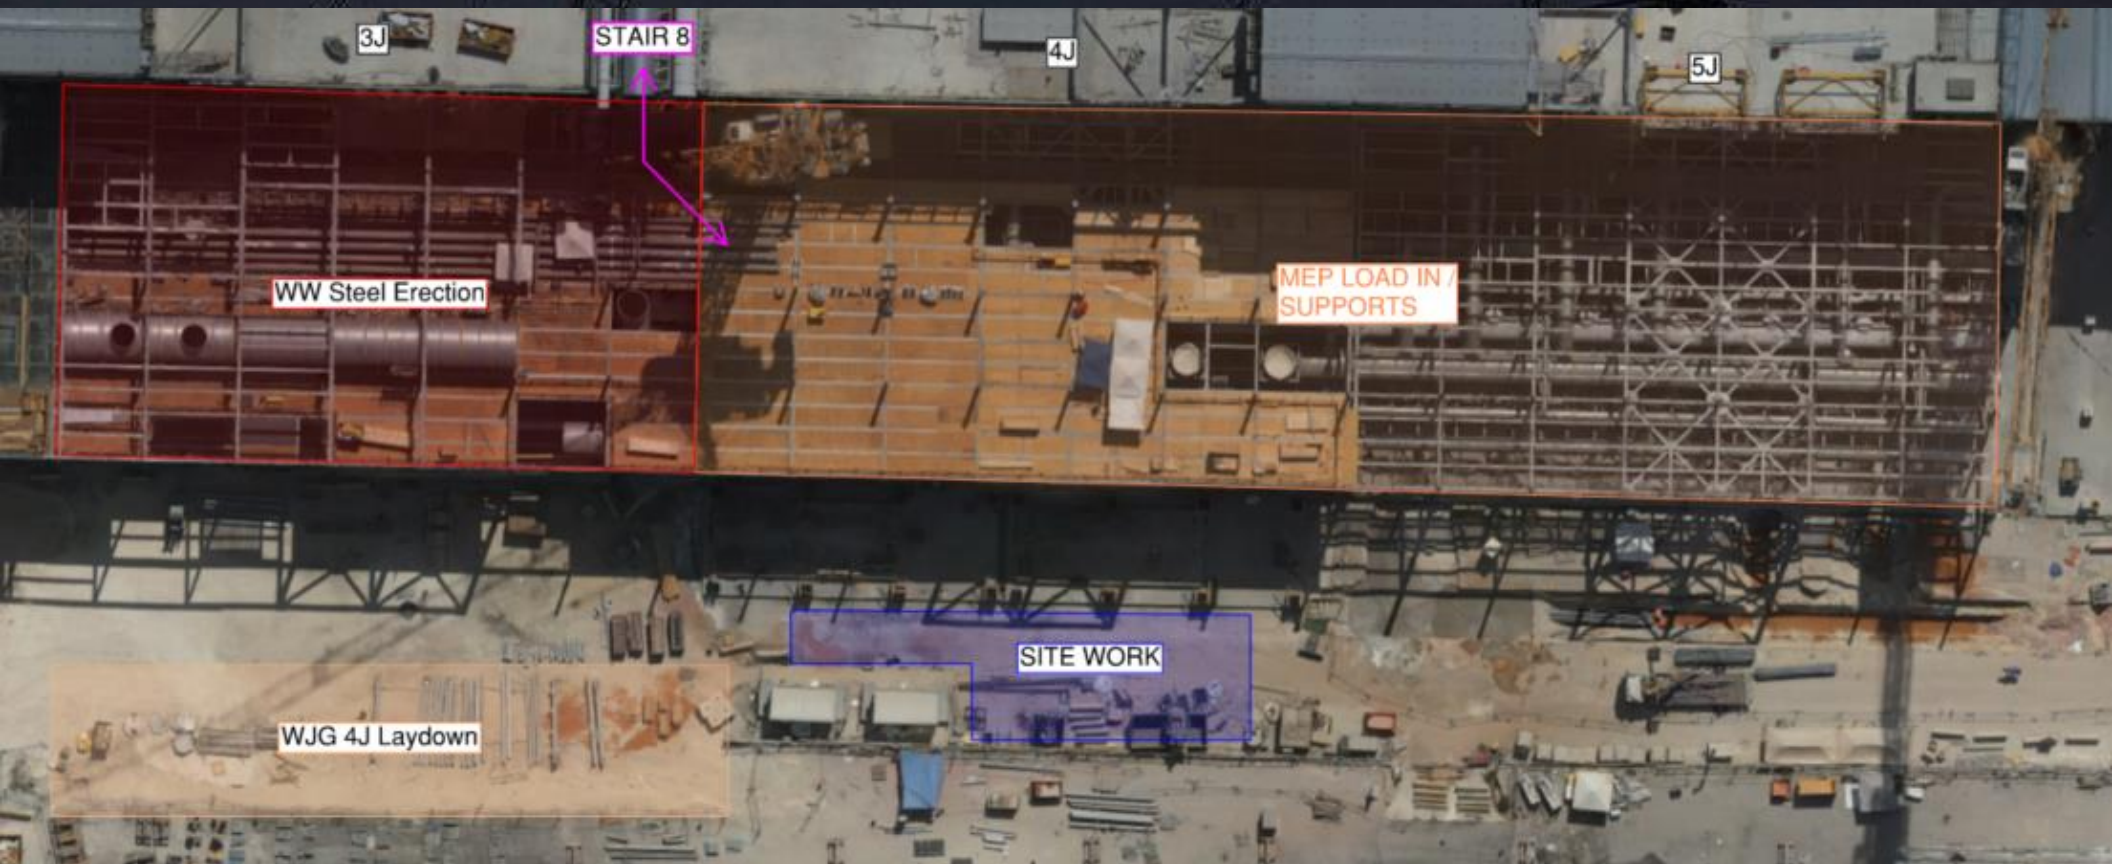 3J
STAIR 8
4J
5J
WW Steel Erection
MEP LOAD IN /
SUPPORTS
SITE WORK
WJG 4J Laydown